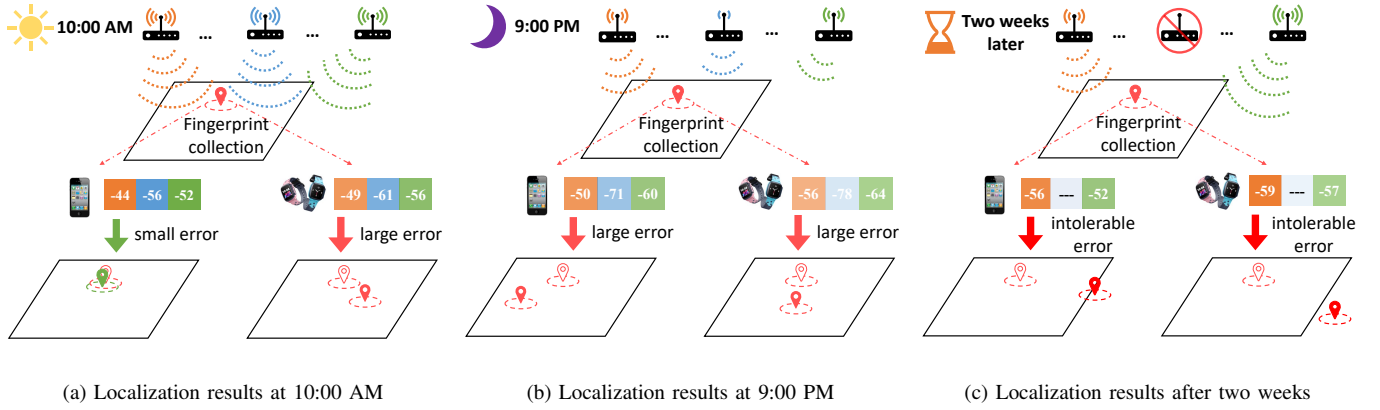 10:00 AM
...
...
Fingerprint
collection
-44 -56 -52
-49 -61 -56
small error
large error
(a) Localization results at 10:00 AM
9:00 PM
...
...
Fingerprint
collection
-50 -71 -60
-56 -78 -64
large error
large error
(b) Localization results at 9:00 PM
Two weeks
later
...
...
Fingerprint
collection
-56 --- -52
-59 --- -57
intolerable
error
intolerable
error
(c) Localization results after two weeks